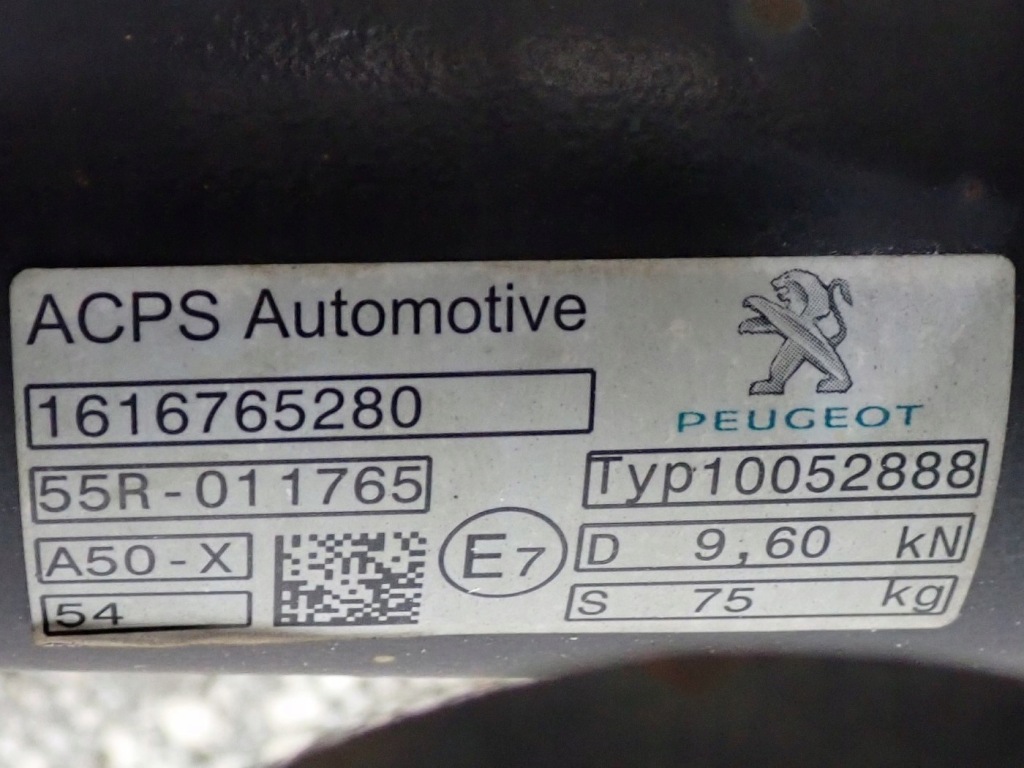 ACPS Automotive
PEUGEOT
1616765280
55R-011765
Typ10052888
A50-X
E7
D 9,60 kN
54
S 75 kg